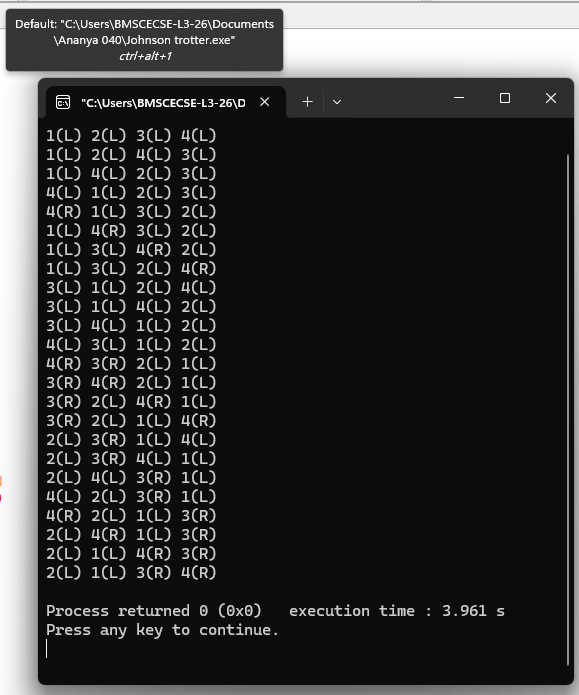 Default: "C:\Users\BMSCECSE-L3-26\Documents
\Ananya 040\Johnson trotter.exe"
ctrl+alt+1
"C:\Users\BMSCECSE-L3-26\D
1(L) 2(L) 3(L) 4(L)
1(L) 2(L) 4(L) 3(L)
1(L) 4(L) 2(L) 3(L)
4(L) 1(L) 2(L) 3(L)
4(R) 1(L) 3(L) 2(L)
1(L) 4(R) 3(L) 2(L)
1(L) 3(L) 4(R) 2(L)
1(L) 3(L) 2(L) 4(R)
3(L) 1(L) 2(L) 4(L)
3(L) 1(L) 4(L) 2(L)
3(L) 4(L) 1(L) 2(L)
4(L) 3(L) 1(L) 2(L)
4(R) 3(R) 2(L) 1(L)
3(R) 4(R) 2(L) 1(L)
3(R) 2(L) 4(R) 1(L)
3(R) 2(L) 1(L) 4(R)
2(L) 3(R) 1(L) 4(L)
2(L) 3(R) 4(L) 1(L)
2(L) 4(L) 3(R) 1(L)
4(L) 2(L) 3(R) 1(L)
4(R) 2(L) 1(L) 3(R)
2(L) 4(R) 1(L) 3(R)
2(L) 1(L) 4(R) 3(R)
2(L) 1(L) 3(R) 4(R)
Process returned 0 (0x0)   execution time : 3.961 s
Press any key to continue.